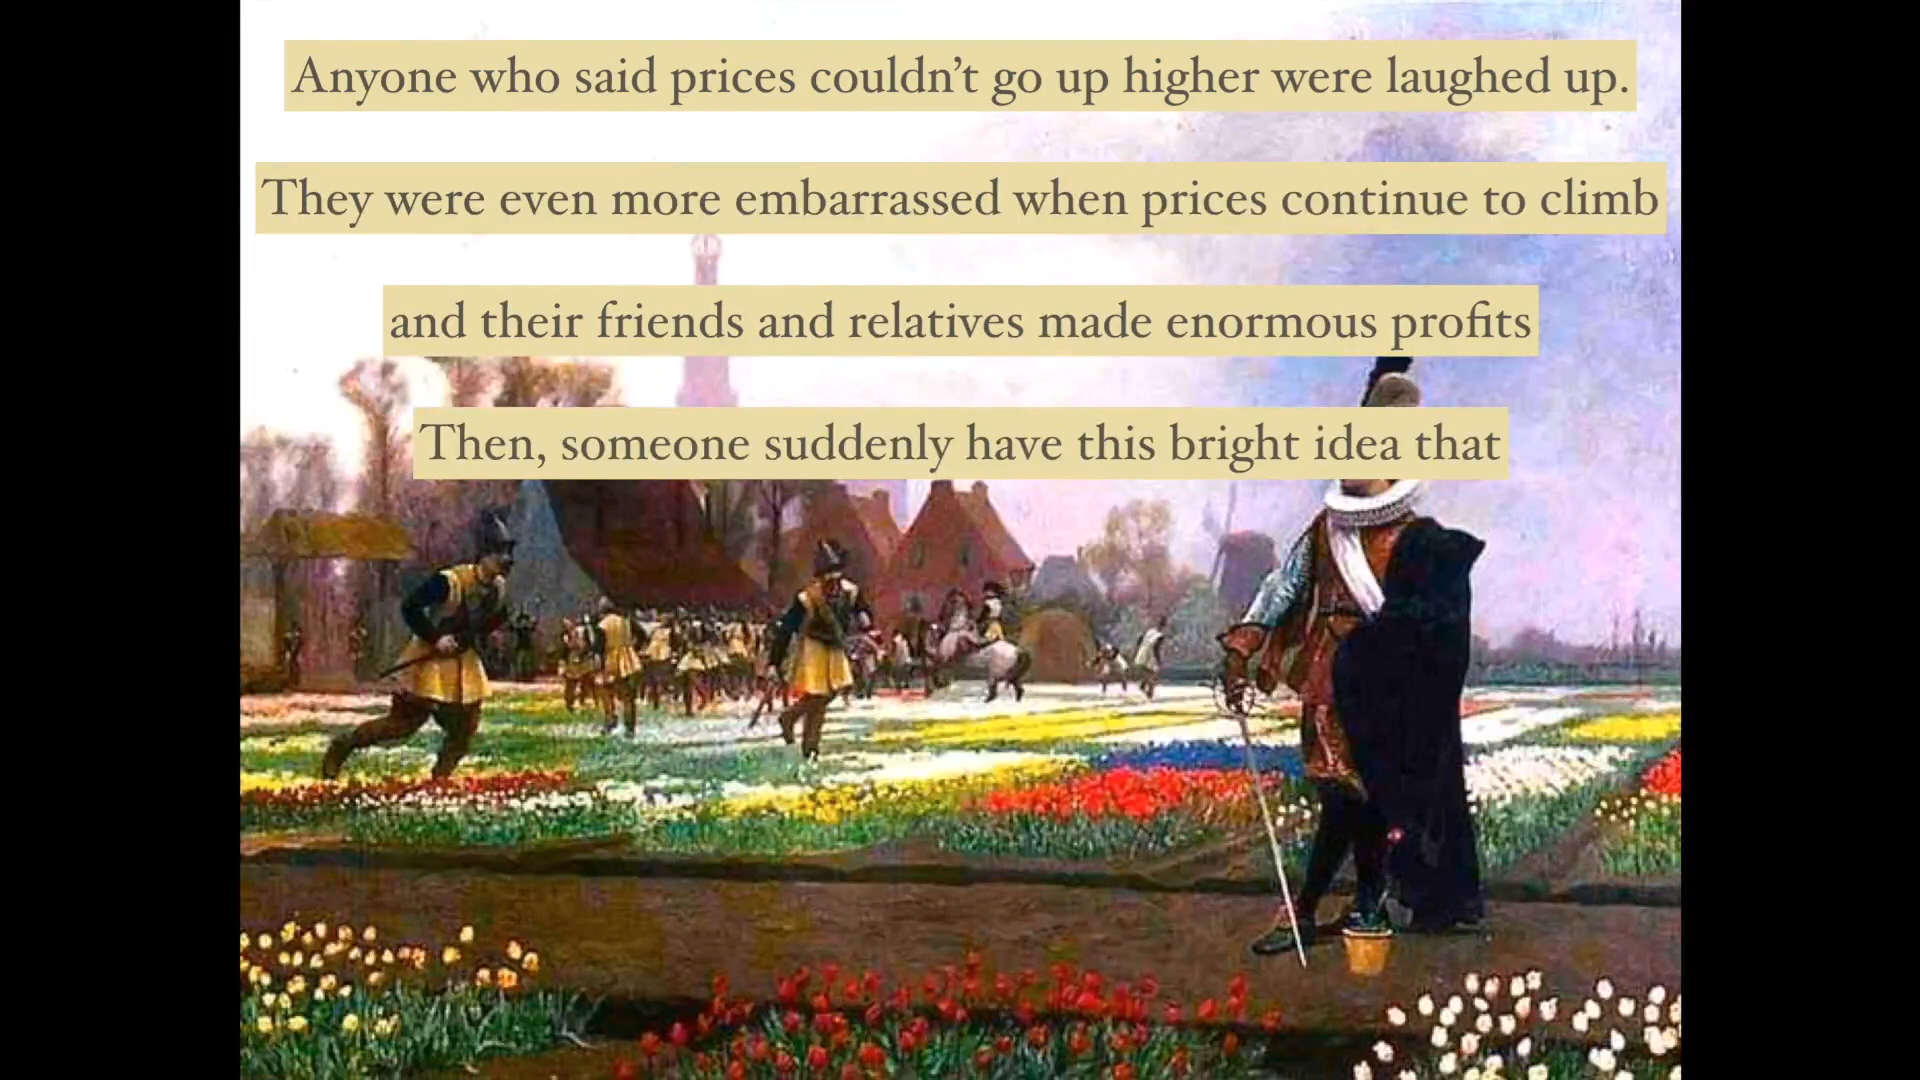 Anyone who said prices couldn’t go up higher were laughed up.
They were even more embarrassed when prices continue to climb
and their friends and relatives made enormous profits
Then, someone suddenly have this bright idea that